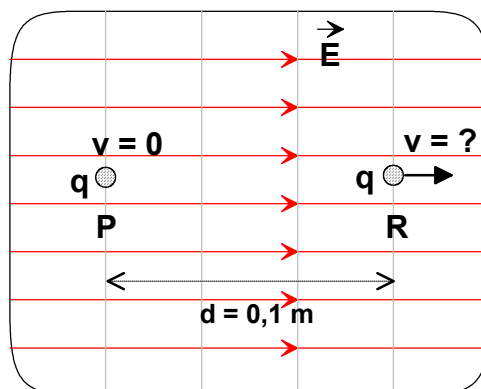 E
v = 0
v = ?
q
q
P
R
d = 0,1 m